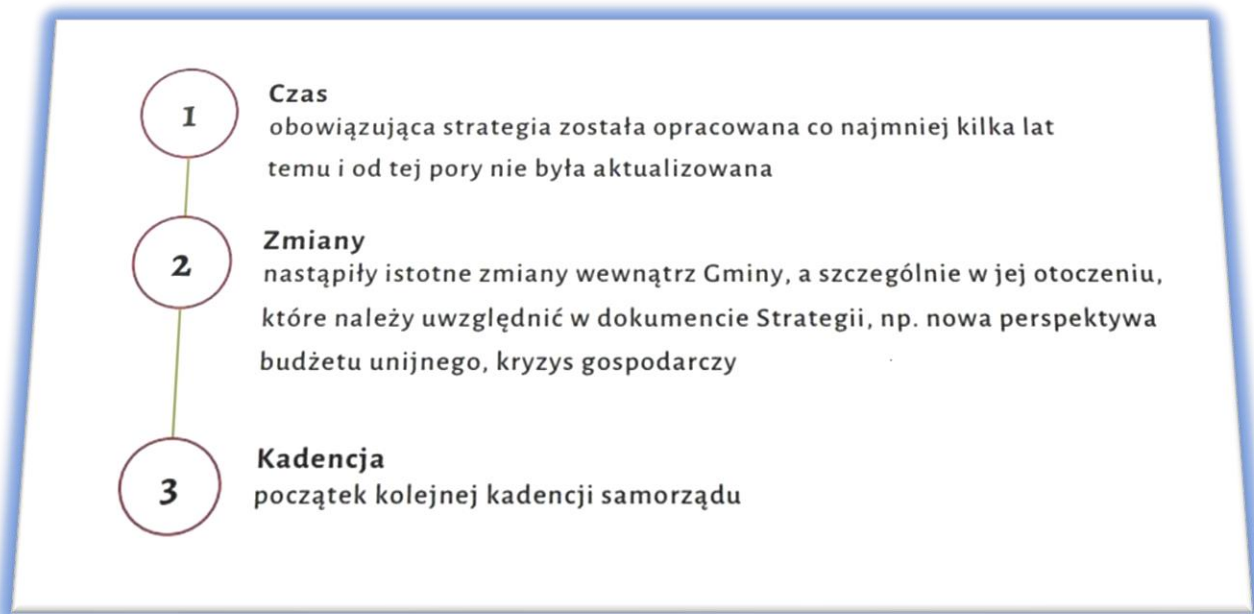 1
Czas
obowiązująca strategia została opracowana co najmniej kilka lat
temu i od tej pory nie była aktualizowana
2
Zmiany
nastąpiły istotne zmiany wewnątrz Gminy, a szczególnie w jej otoczeniu,
które należy uwzględnić w dokumencie Strategii, np. nowa perspektywa
budżetu unijnego, kryzys gospodarczy
3
Kadencja
początek kolejnej kadencji samorządu